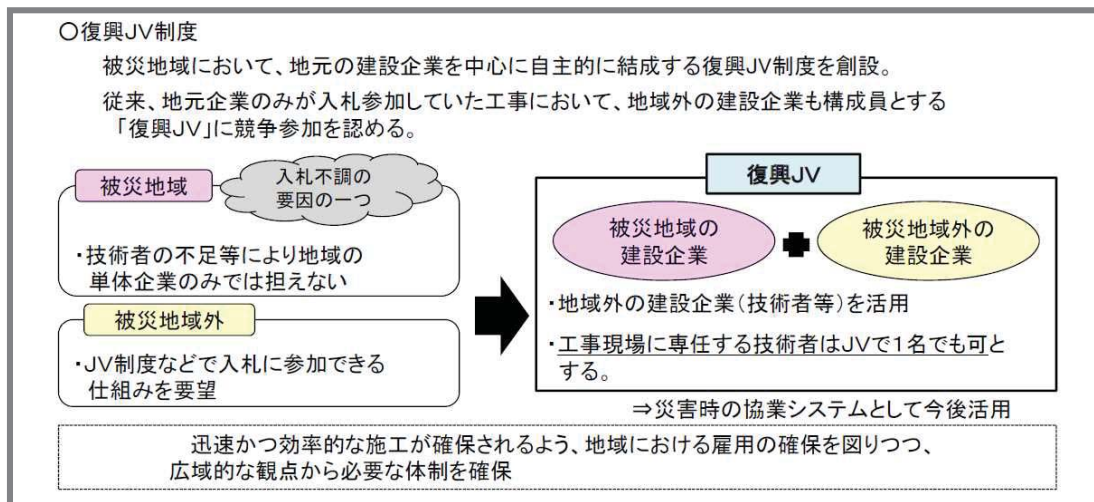 〇復興JV制度
被災地域において、地元の建設企業を中心に自主的に結成する復興JV制度を創設。
従来、地元企業のみが入札参加していた工事において、地域外の建設企業も構成員とする
「復興JV」に競争参加を認める。
被災地域
入札不調の
要因の一つ
・技術者の不足等により地域の
単体企業のみでは担えない
被災地域外
・JV制度などで入札に参加できる
仕組みを要望
復興JV
被災地域の
建設企業
被災地域外の
建設企業
・地域外の建設企業(技術者等)を活用
・工事現場に専任する技術者はJVで1名でも可と
する。
⇒災害時の協業システムとして今後活用
迅速かつ効率的な施工が確保されるよう、地域における雇用の確保を図りつつ、
広域的な観点から必要な体制を確保